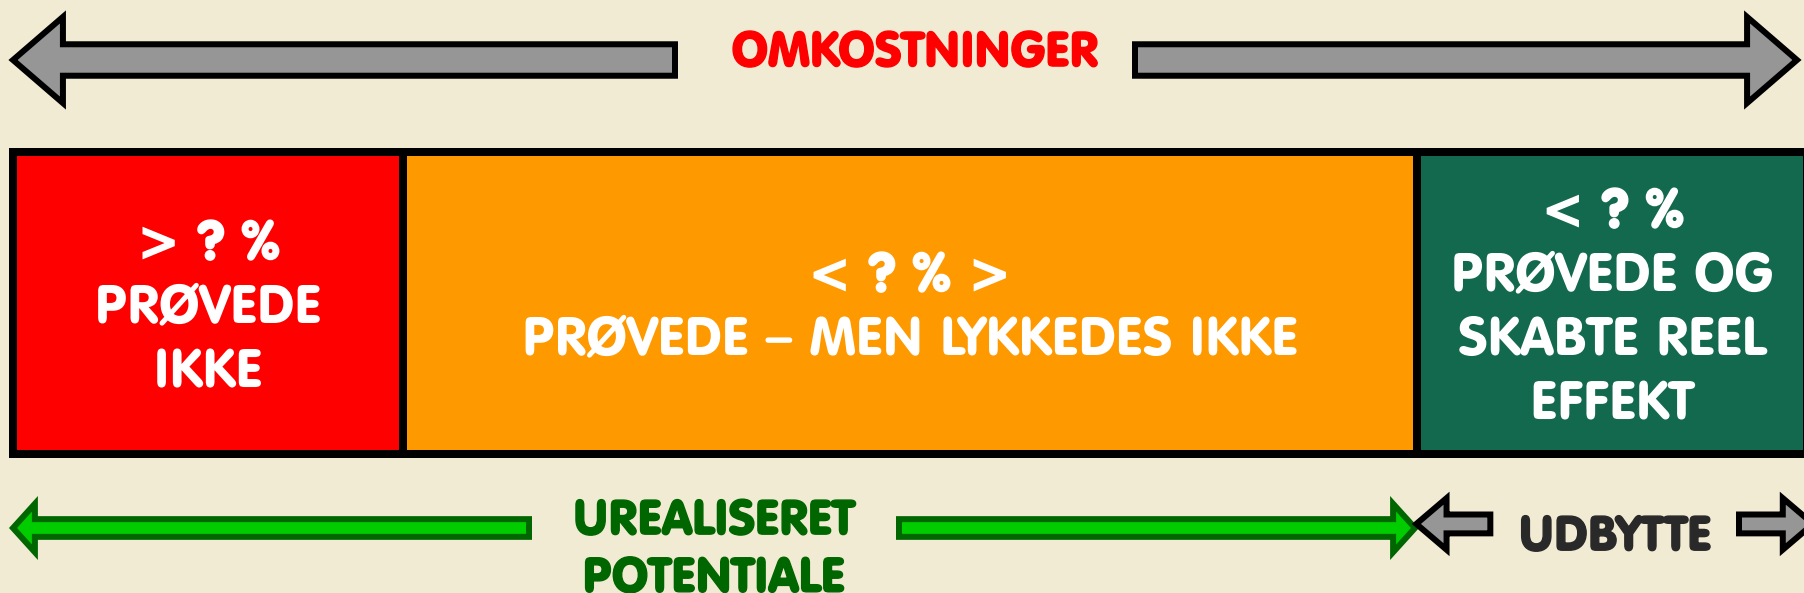 OMKOSTNINGER
> ? %
PRØVEDE
IKKE
< ? % >
PRØVEDE – MEN LYKKEDES IKKE
< ? %
PRØVEDE OG
SKABTE REEL
EFFEKT
UREALISERET
POTENTIALE
UDBYTTE